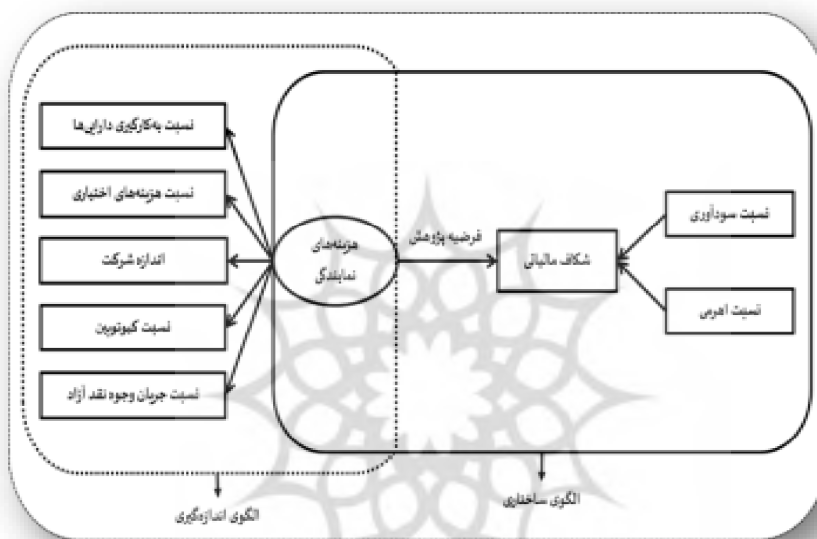 نسبت به‌کارگیری دارایی‌ها
نسبت هزینه‌های اختیاری
اندازه شرکت
نسبت کیوتوبین
نسبت جریان وجوه نقد آزاد
هزینه‌های
نمایندگی
فرضیه پژوهش
شکاف مالیاتی
نسبت سودآوری
نسبت اهرمی
الگوی ساختاری
الگوی اندازه‌گیری